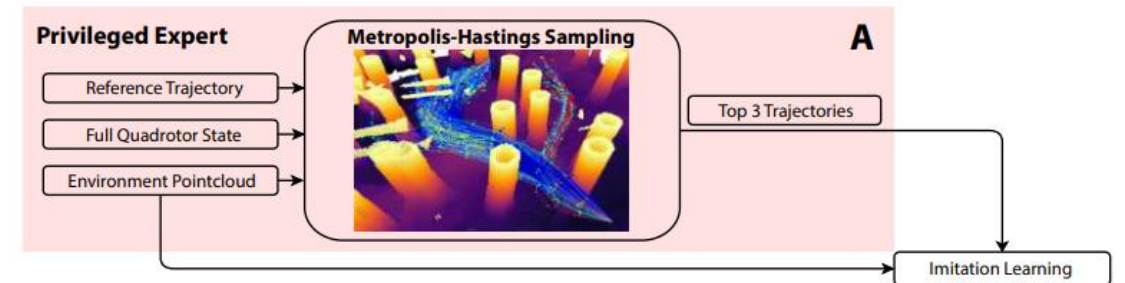 Privileged Expert
Metropolis-Hastings Sampling
A
Reference Trajectory
Full Quadrotor State
Environment Pointcloud
Top 3 Trajectories
Imitation Learning